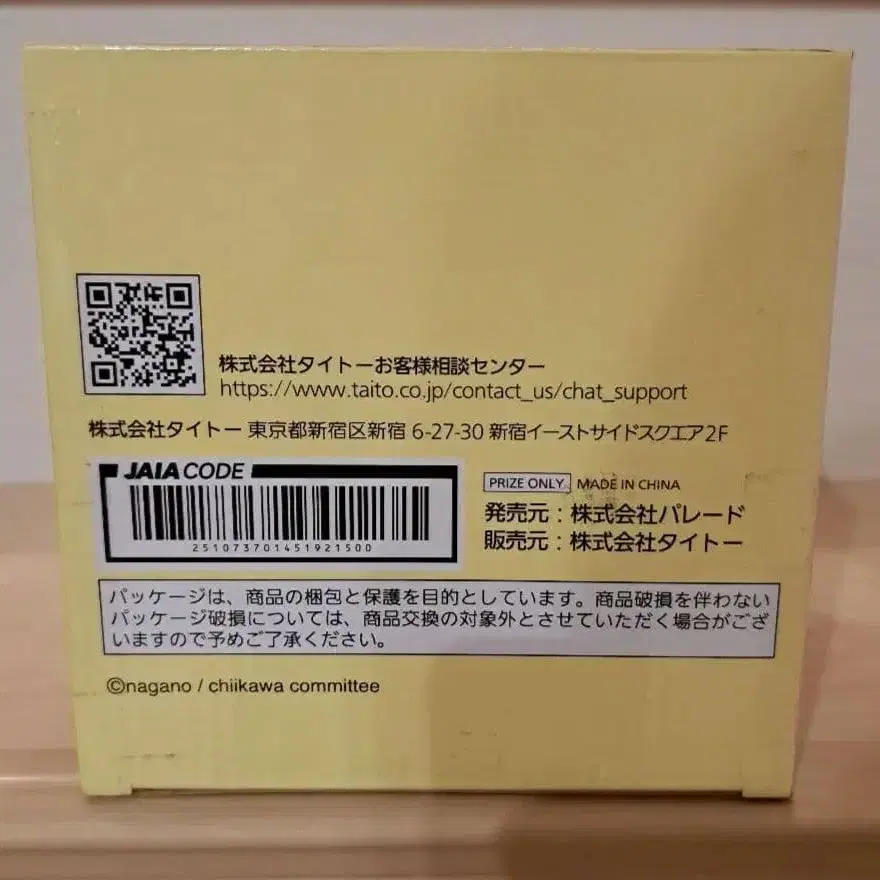 株式会社タイトーお客様相談センター
https://www.taito.co.jp/contact_us/chat_support
株式会社タイトー 東京都新宿区新宿 6-27-30 新宿イーストサイドスクエア2F
JAIA CODE
251073701451921500
PRIZE ONLY MADE IN CHINA
発売元：株式会社パレード
販売元：株式会社タイトー
パッケージは、商品の梱包と保護を目的としています。商品破損を伴わない
パッケージ破損については、商品交換の対象外とさせていただく場合がござ
いますので予めご了承ください。
©nagano / chiikawa committee